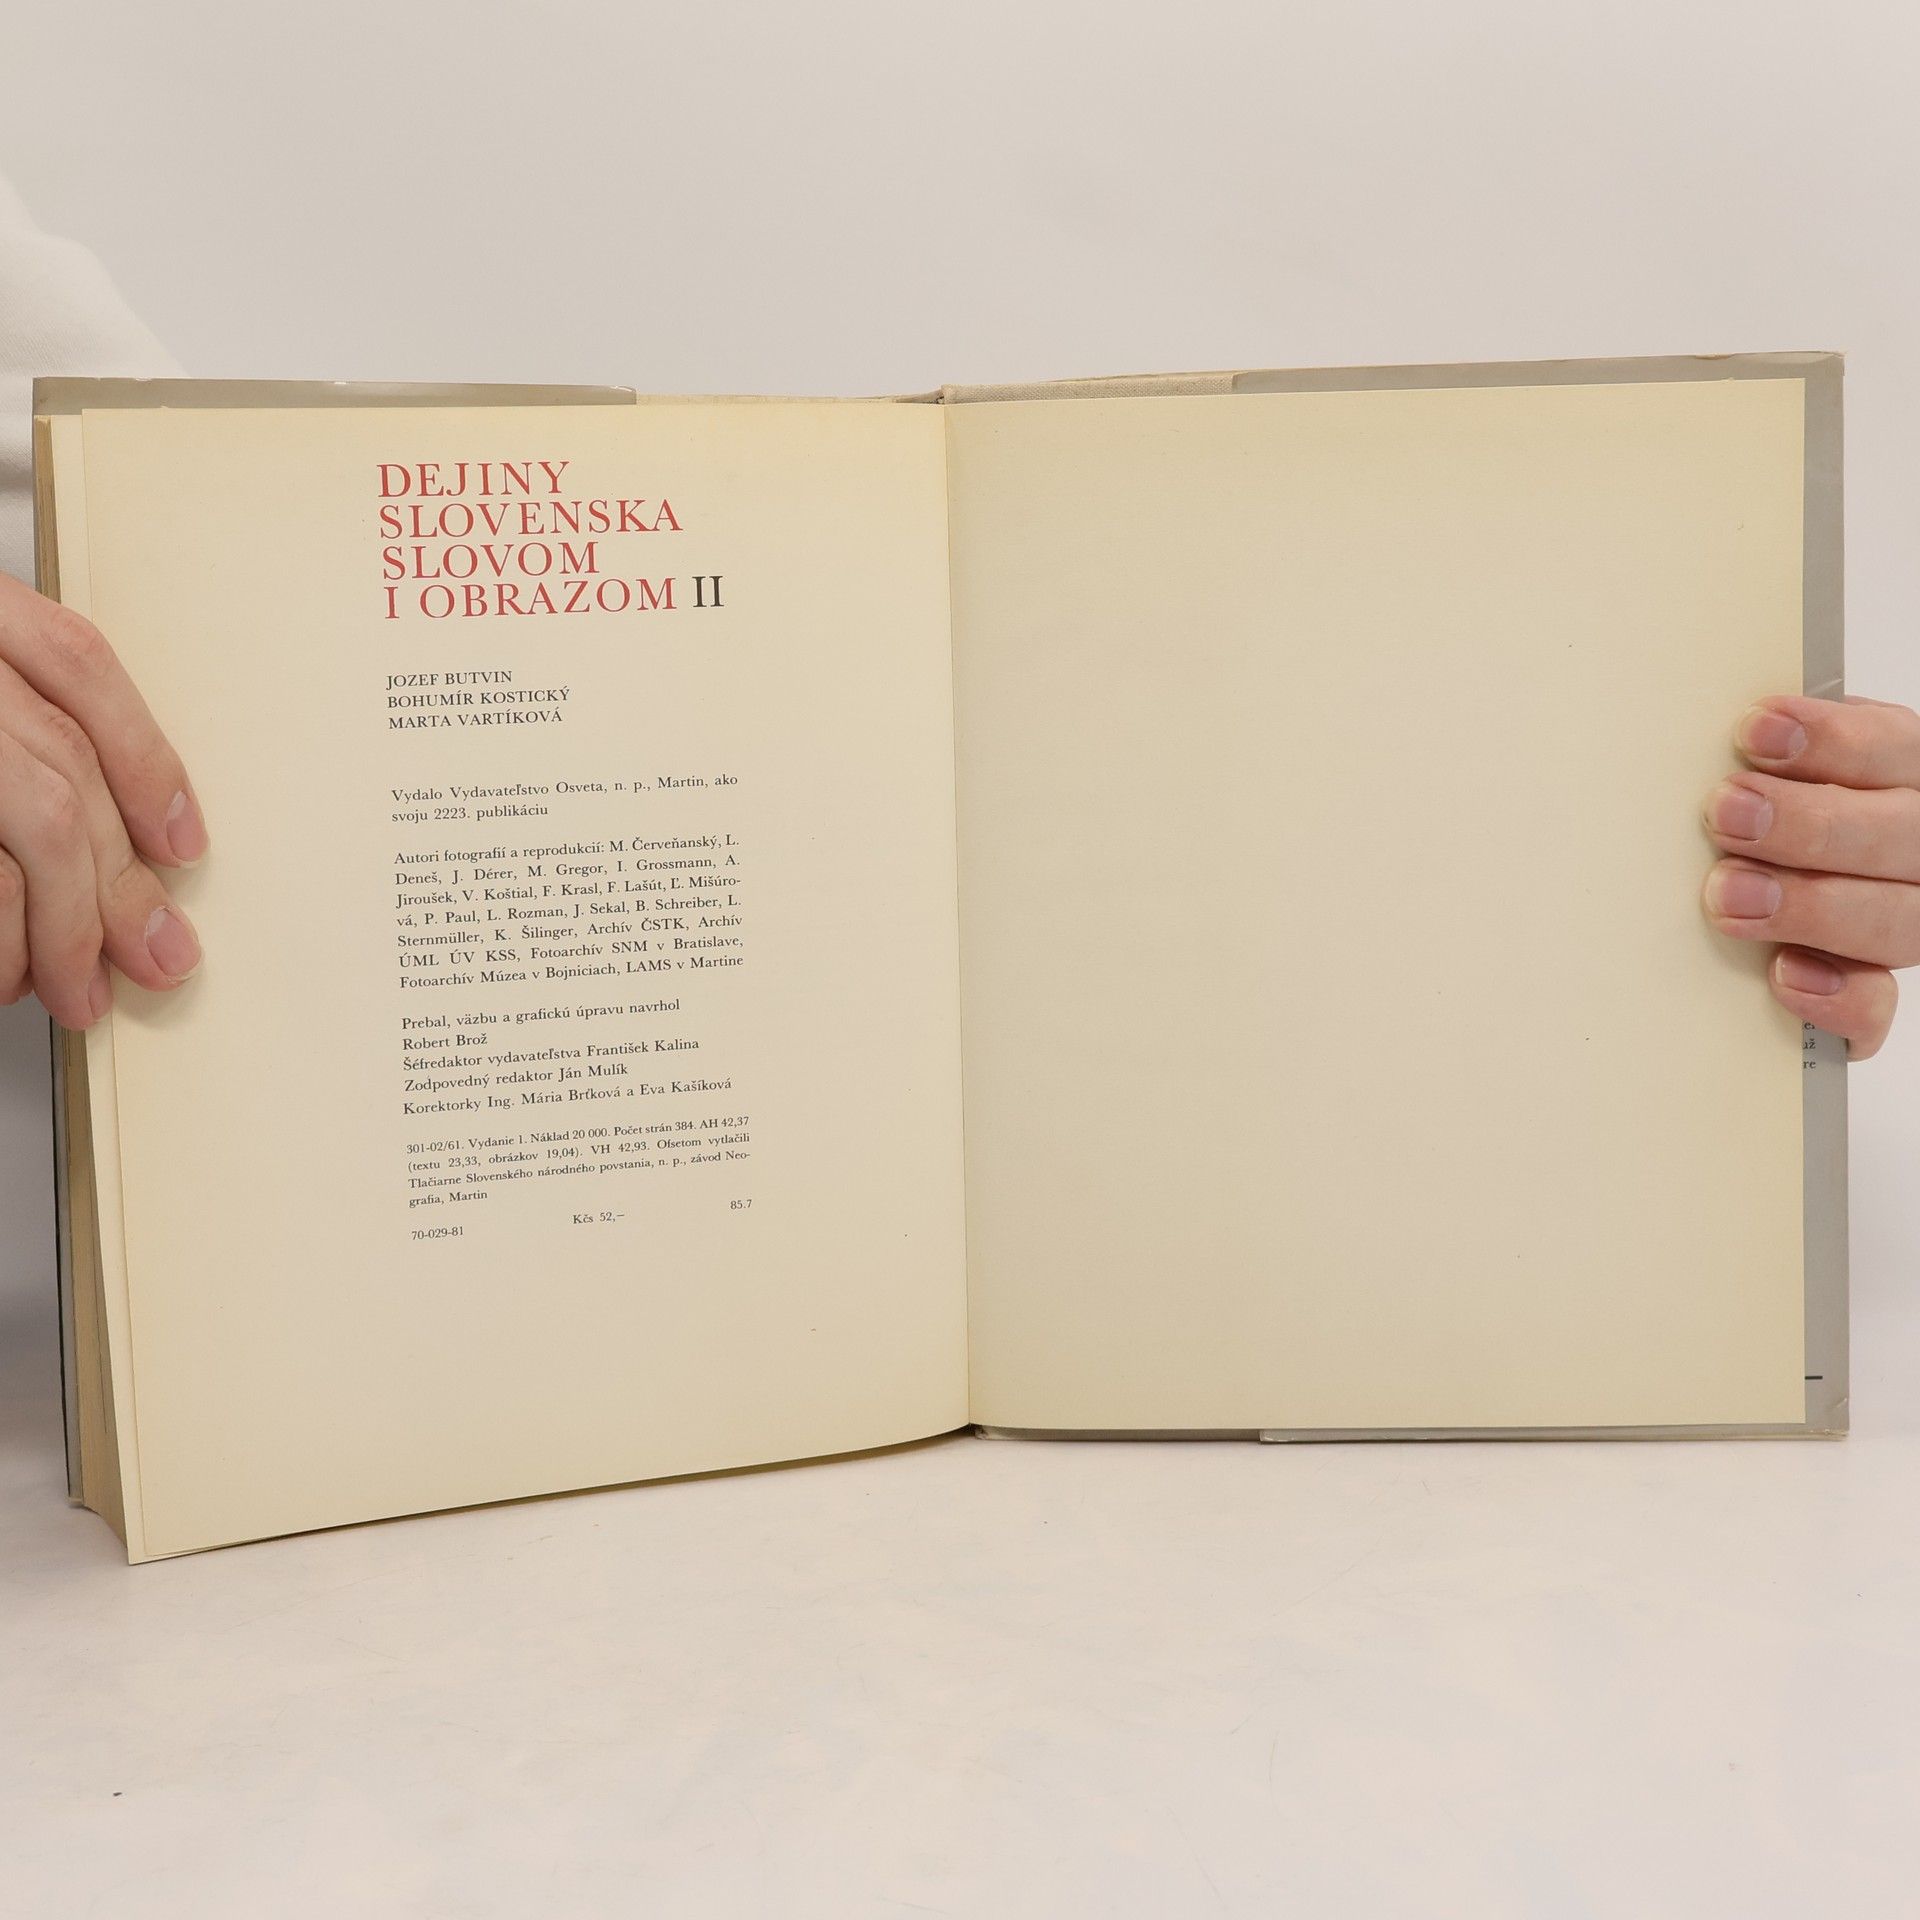 DEJINY
SLOVENSKA
SLOVOM
I OBRAZOM II
JOZEF BUTVIN
BOHUMÍR KOSTICKÝ
MARTA VARTÍKOVÁ
Vydalo Vydavateľstvo Osveta, n. p., Martin, ako
svoju 2223. publikáciu
Autori fotografií a reprodukcií: M. Červeňanský, L.
Deneš, J. Dérer, M. Gregor, I. Grossmann, A.
Jiroušek, V. Koštial, F. Krasl, F. Lašút, Ľ. Mišúro-
vá, P. Paul, L. Rozman, J. Sekal, B. Schreiber, L.
Sternmüller, K. Šilinger, Archív ČSTK, Archív
ÚML ÚV KSS, Fotoarchív SNM v Bratislave,
Fotoarchív Múzea v Bojniciach, LAMS v Martine
Prebal, väzbu a grafickú úpravu navrhol
Robert Brož
Šéfredaktor vydavateľstva František Kalina
Zodpovedný redaktor Ján Mulík
Korektorky Ing. Mária Brťková a Eva Kašíková
301-02/61. Vydanie 1. Náklad 20 000. Počet strán 384. AH 42,37
(textu 23,33, obrázkov 19,04). VH 42,93. Ofsetom vytlačili
Tlačiarne Slovenského národného povstania, n. p., závod Neo-
grafia, Martin
70-029-81 Kčs 52,– 85.7